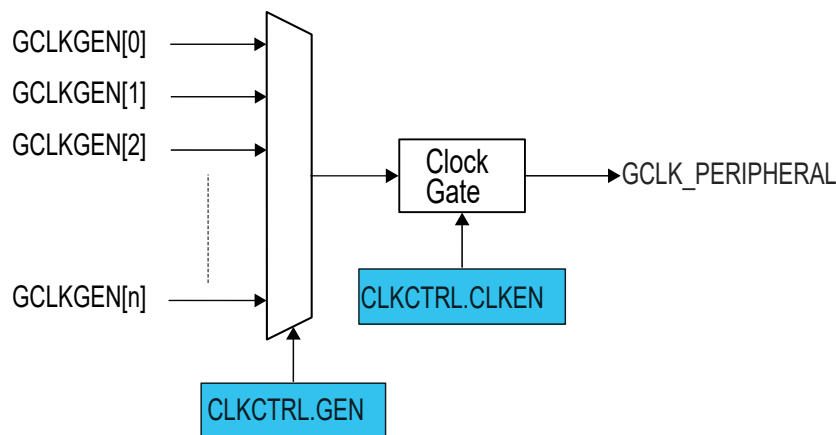 GCLKGEN[0]
GCLKGEN[1]
GCLKGEN[2]
Clock
Gate
GCLK_PERIPHERAL
GCLKGEN[n]
CLKCTRL.CLKEN
CLKCTRL.GEN